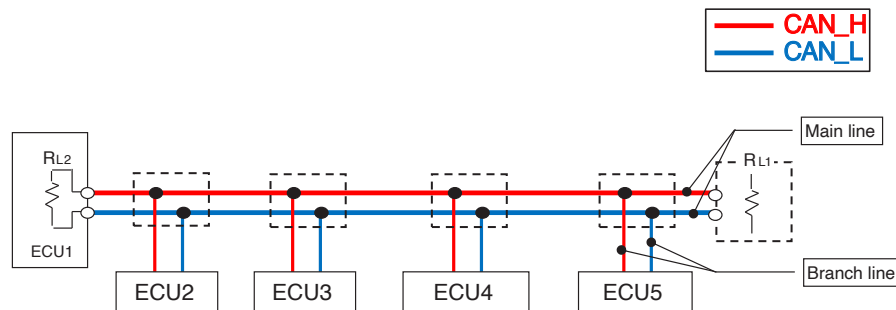 CAN_H
CAN_L
Main line
RL2
RL1
ECU1
Branch line
ECU2
ECU3
ECU4
ECU5